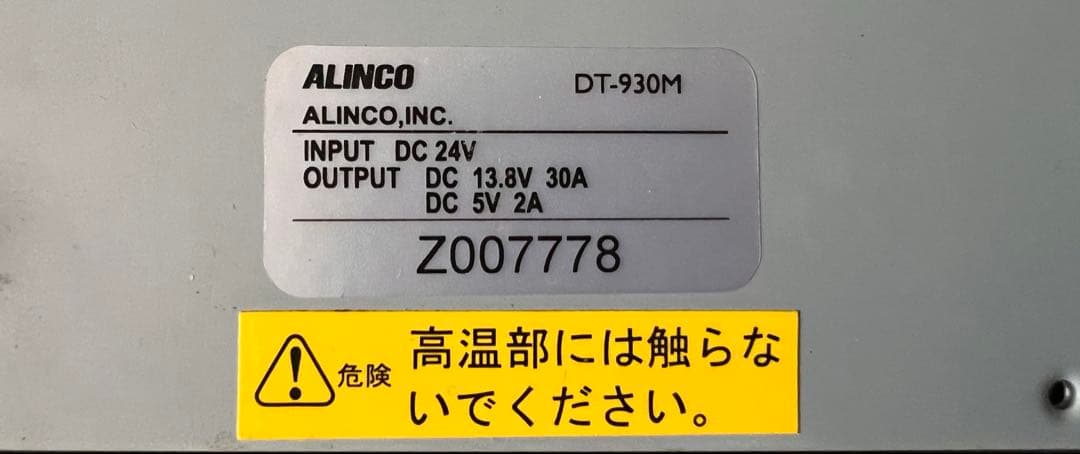 ALINCO DT-930M
ALINCO,INC.
INPUT DC 24V
OUTPUT DC 13.8V 30A
DC 5V 2A
Z007778
危険
高温部には触らな
いでください。